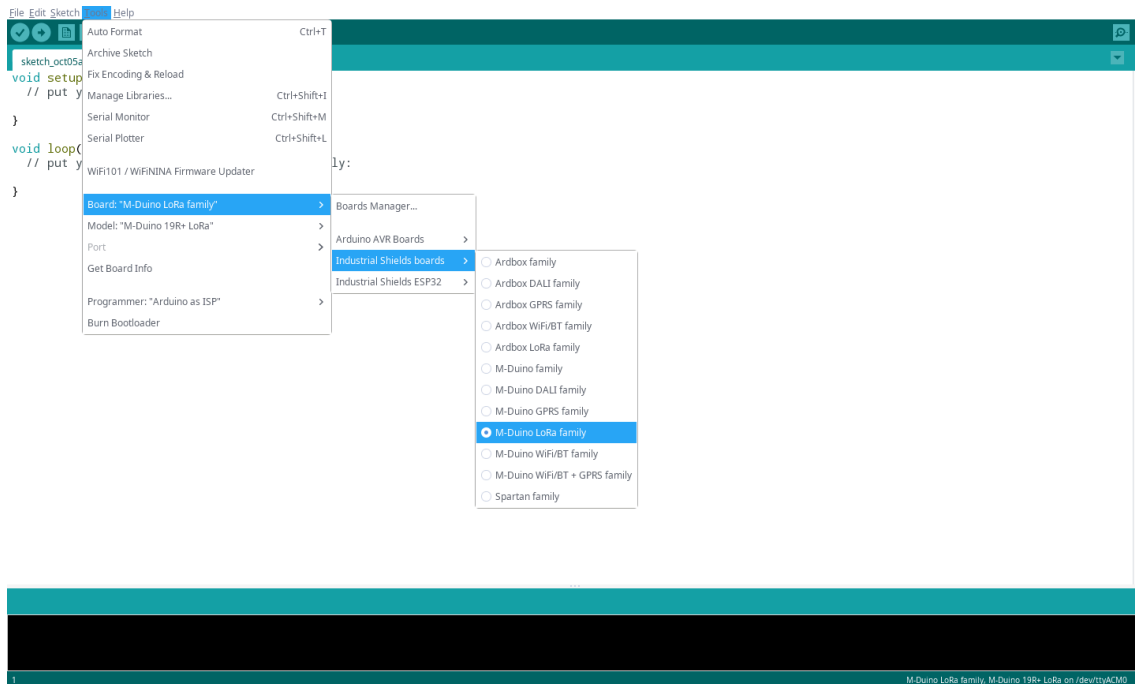 File Edit Sketch Tools Help
sketch_oct05a
void setup
// put y
}
void loop(
// put y ly:
}
Auto Format Ctrl+T
Archive Sketch
Fix Encoding & Reload
Manage Libraries... Ctrl+Shift+I
Serial Monitor Ctrl+Shift+M
Serial Plotter Ctrl+Shift+L
WiFi101 / WiFiNINA Firmware Updater
Board: "M-Duino LoRa family"
Model: "M-Duino 19R+ LoRa"
Port
Get Board Info
Programmer: "Arduino as ISP"
Burn Bootloader
Boards Manager...
Arduino AVR Boards
Industrial Shields boards
Industrial Shields ESP32
Ardbox family
Ardbox DALI family
Ardbox GPRS family
Ardbox WiFi/BT family
Ardbox LoRa family
M-Duino family
M-Duino DALI family
M-Duino GPRS family
M-Duino LoRa family
M-Duino WiFi/BT family
M-Duino WiFi/BT + GPRS family
Spartan family
1 M-Duino LoRa family, M-Duino 19R+ LoRa on /dev/ttyACM0